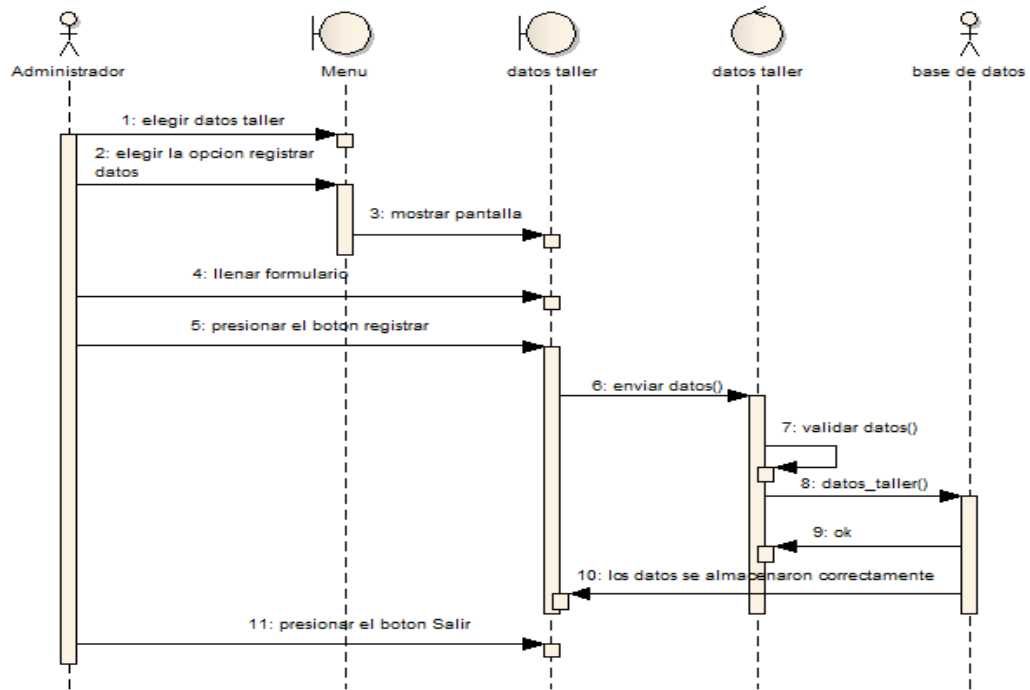 Administrador
Menu
datos taller
datos taller
base de datos
1: elegir datos taller
2: elegir la opcion registrar
datos
3: mostrar pantalla
4: llenar formulario
5: presionar el boton registrar
6: enviar datos()
7: validar datos()
8: datos_taller()
9: ok
10: los datos se almacenaron correctamente
11: presionar el boton Salir